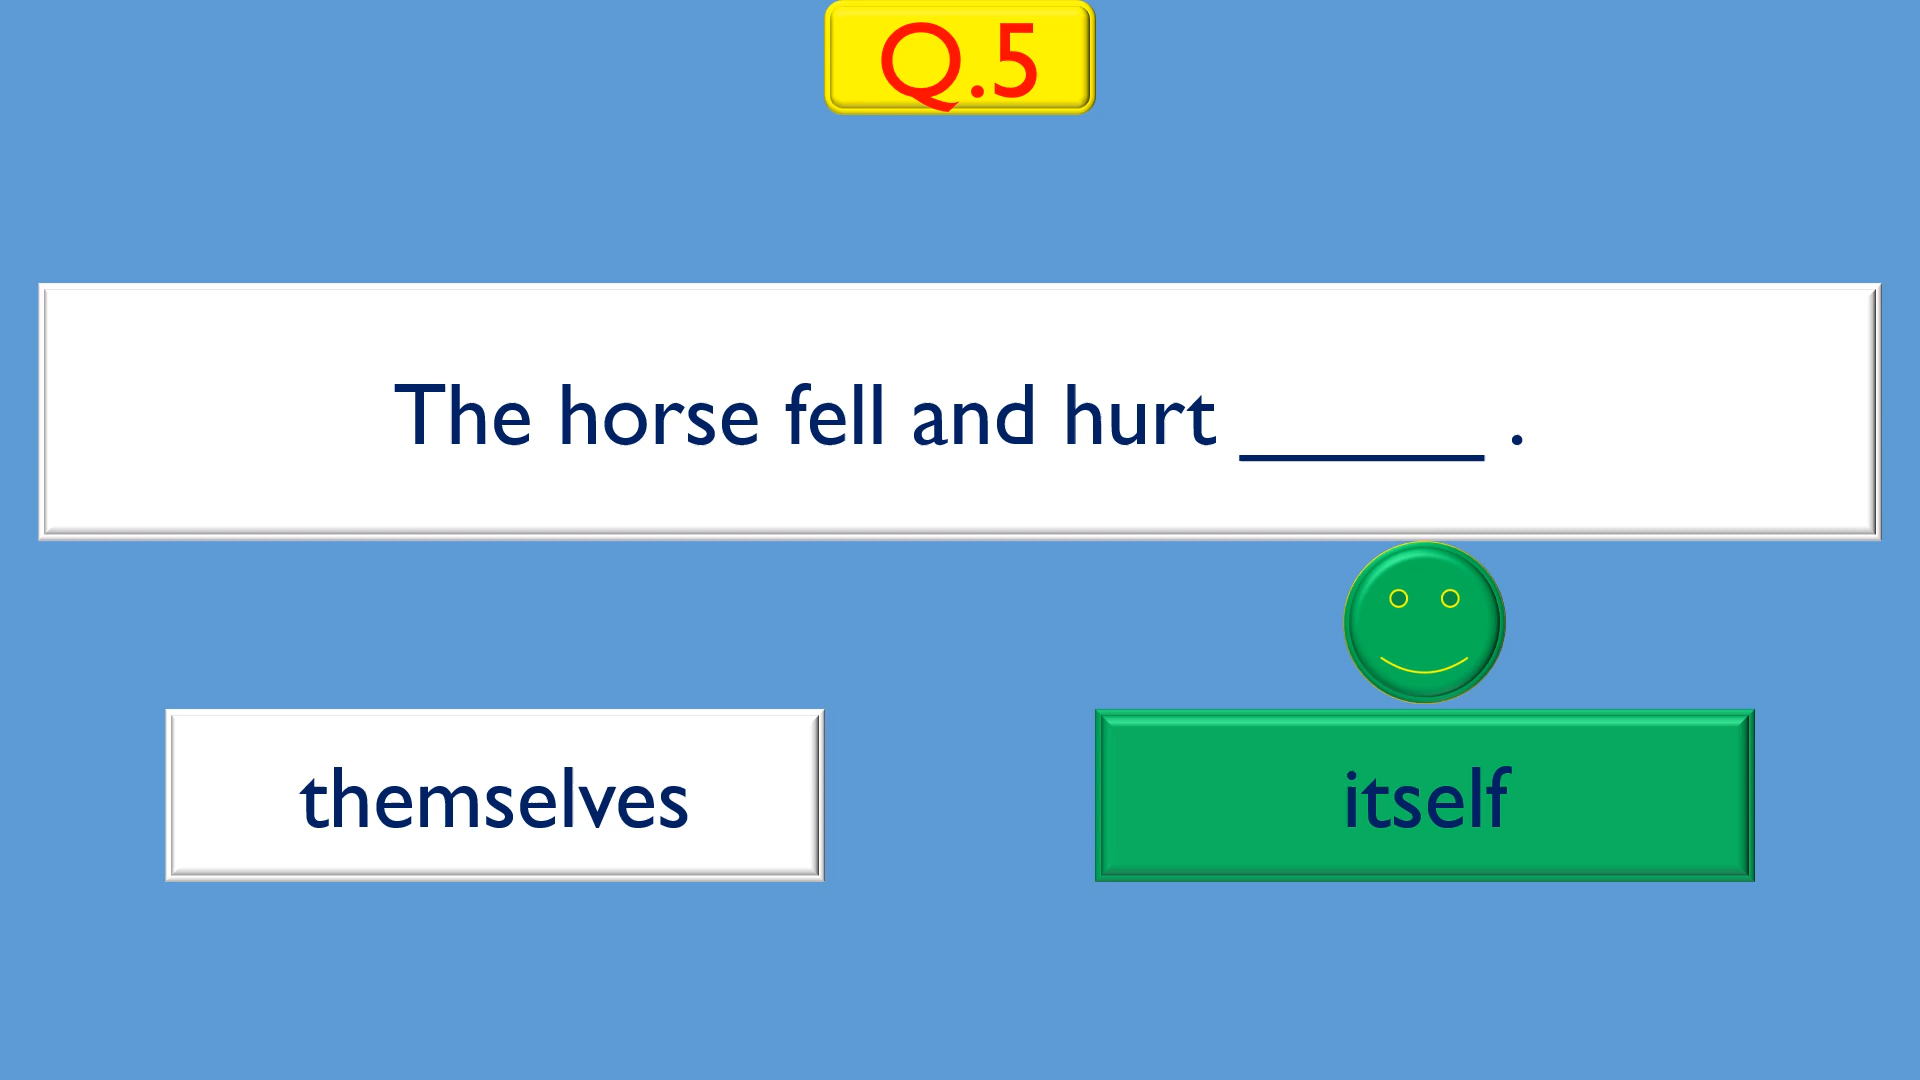 Q.5
The horse fell and hurt ______ .
themselves
itself